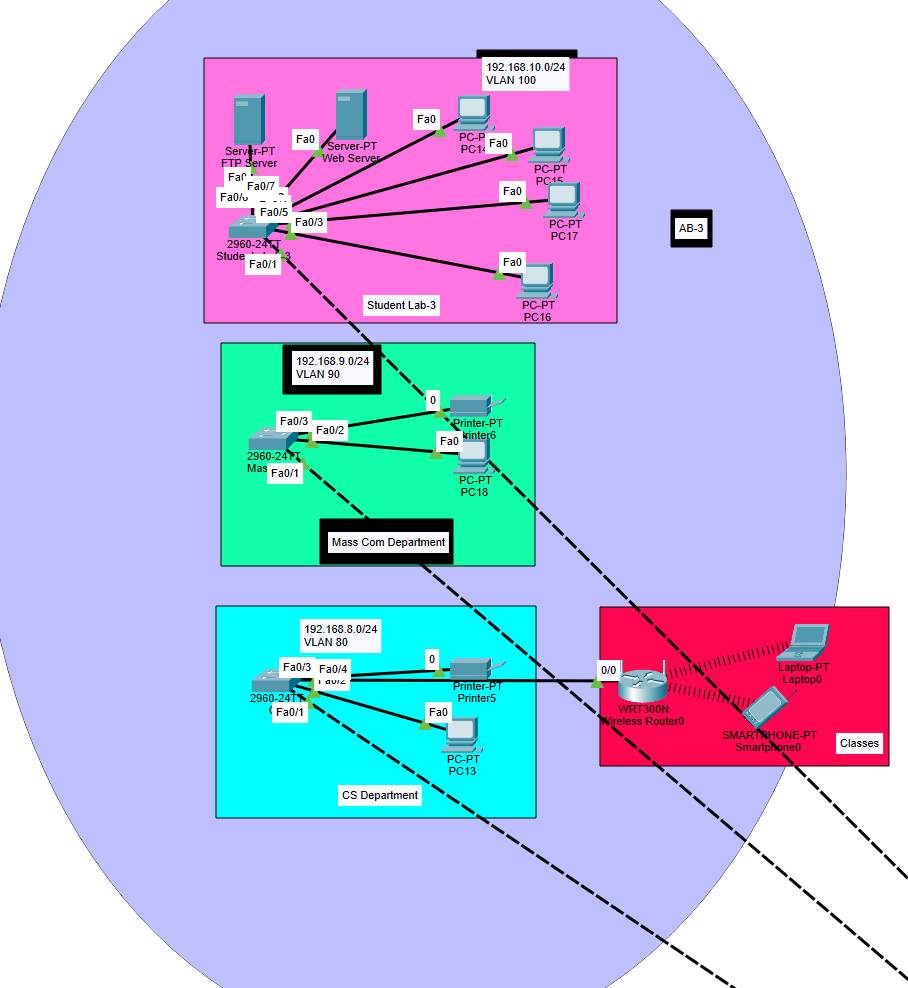 192.168.10.0/24
VLAN 100
Server-PT
FTP Server
Fa0
Server-PT
Web Server
Fa0
PC14
Fa0
PC-PT
PC15
Fa0
PC-PT
PC17
Fa0
PC-PT
PC16
Fa0/7
Fa0/5
Fa0/3
2960-24TT
Fa0/1
Student Lab-3
AB-3
192.168.9.0/24
VLAN 90
0
Printer-PT
Printer6
Fa0/3
Fa0/2
Fa0
2960-24TT
Fa0/1
PC-PT
PC18
Mass Com Department
192.168.8.0/24
VLAN 80
0
Printer-PT
Printer5
Fa0/3
Fa0/4
Fa0/2
2960-24TT
Fa0/1
Fa0
PC-PT
PC13
CS Department
0/0
WRT300N
Wireless Router0
Laptop-PT
Laptop0
SMARTPHONE-PT
Smartphone0
Classes